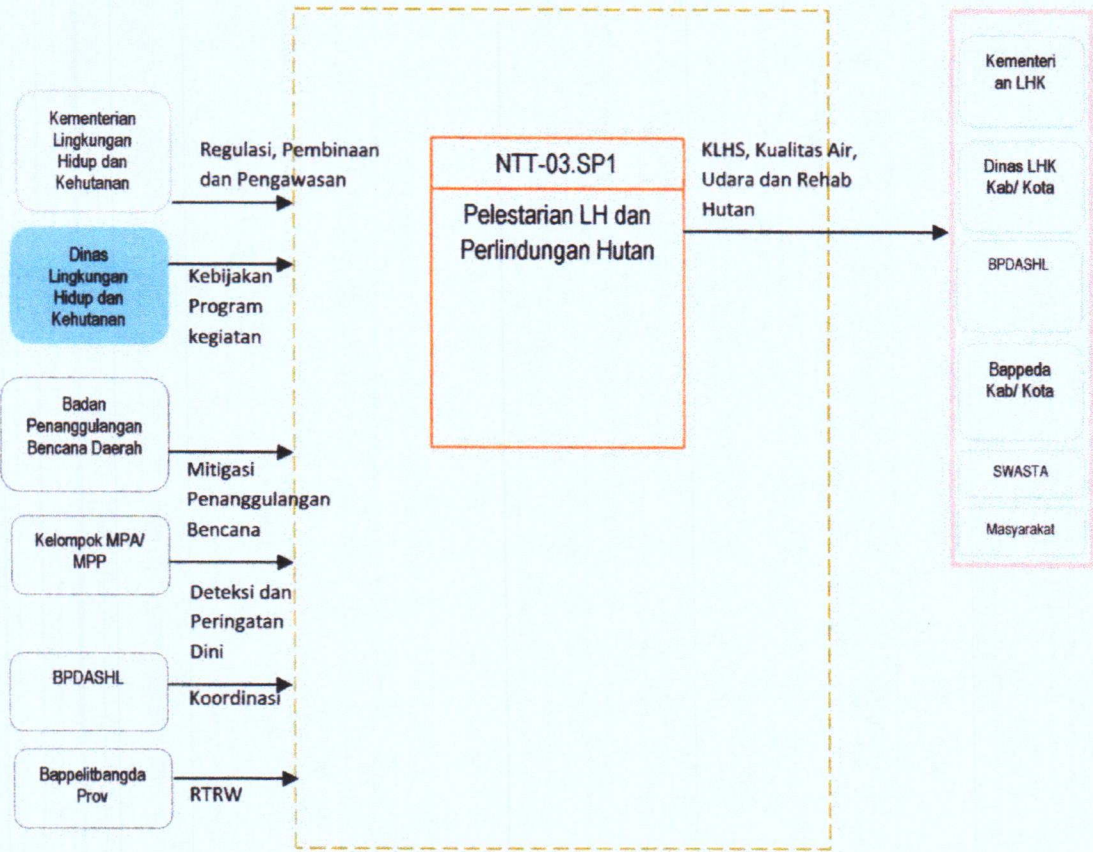 Kementerian
Lingkungan
Hidup dan
Kehutanan
Regulasi, Pembinaan
dan Pengawasan
Dinas
Lingkungan
Hidup dan
Kehutanan
Kebijakan
Program
kegiatan
Badan
Penanggulangan
Bencana Daerah
Mitigasi
Penanggulangan
Bencana
Kelompok MPA/
MPP
Deteksi dan
Peringatan
Dini
BPDASHL
Koordinasi
Bappelitbangda
Prov
RTRW
NTT-03.SP1
Pelestarian LH dan
Perlindungan Hutan
KLHS, Kualitas Air,
Udara dan Rehab
Hutan
Kementeri
an LHK
Dinas LHK
Kab/ Kota
BPDASHL
Bappeda
Kab/ Kota
SWASTA
Masyarakat